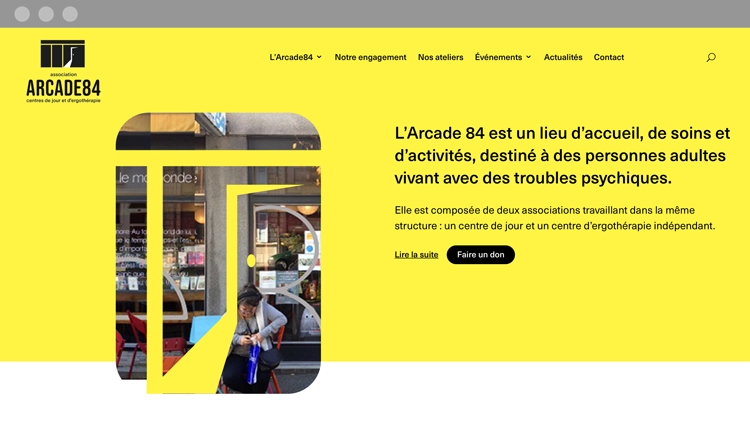 association
ARCADE84
centres de jour et d'ergothérapie
L'Arcade84
Notre engagement
Nos ateliers
Événements
Actualités
Contact
le mo
onde
L'Arcade 84 est un lieu d'accueil, de soins et
d'activités, destiné à des personnes adultes
vivant avec des troubles psychiques.
Elle est composée de deux associations travaillant dans la même
structure : un centre de jour et un centre d'ergothérapie indépendant.
Lire la suite
Faire un don